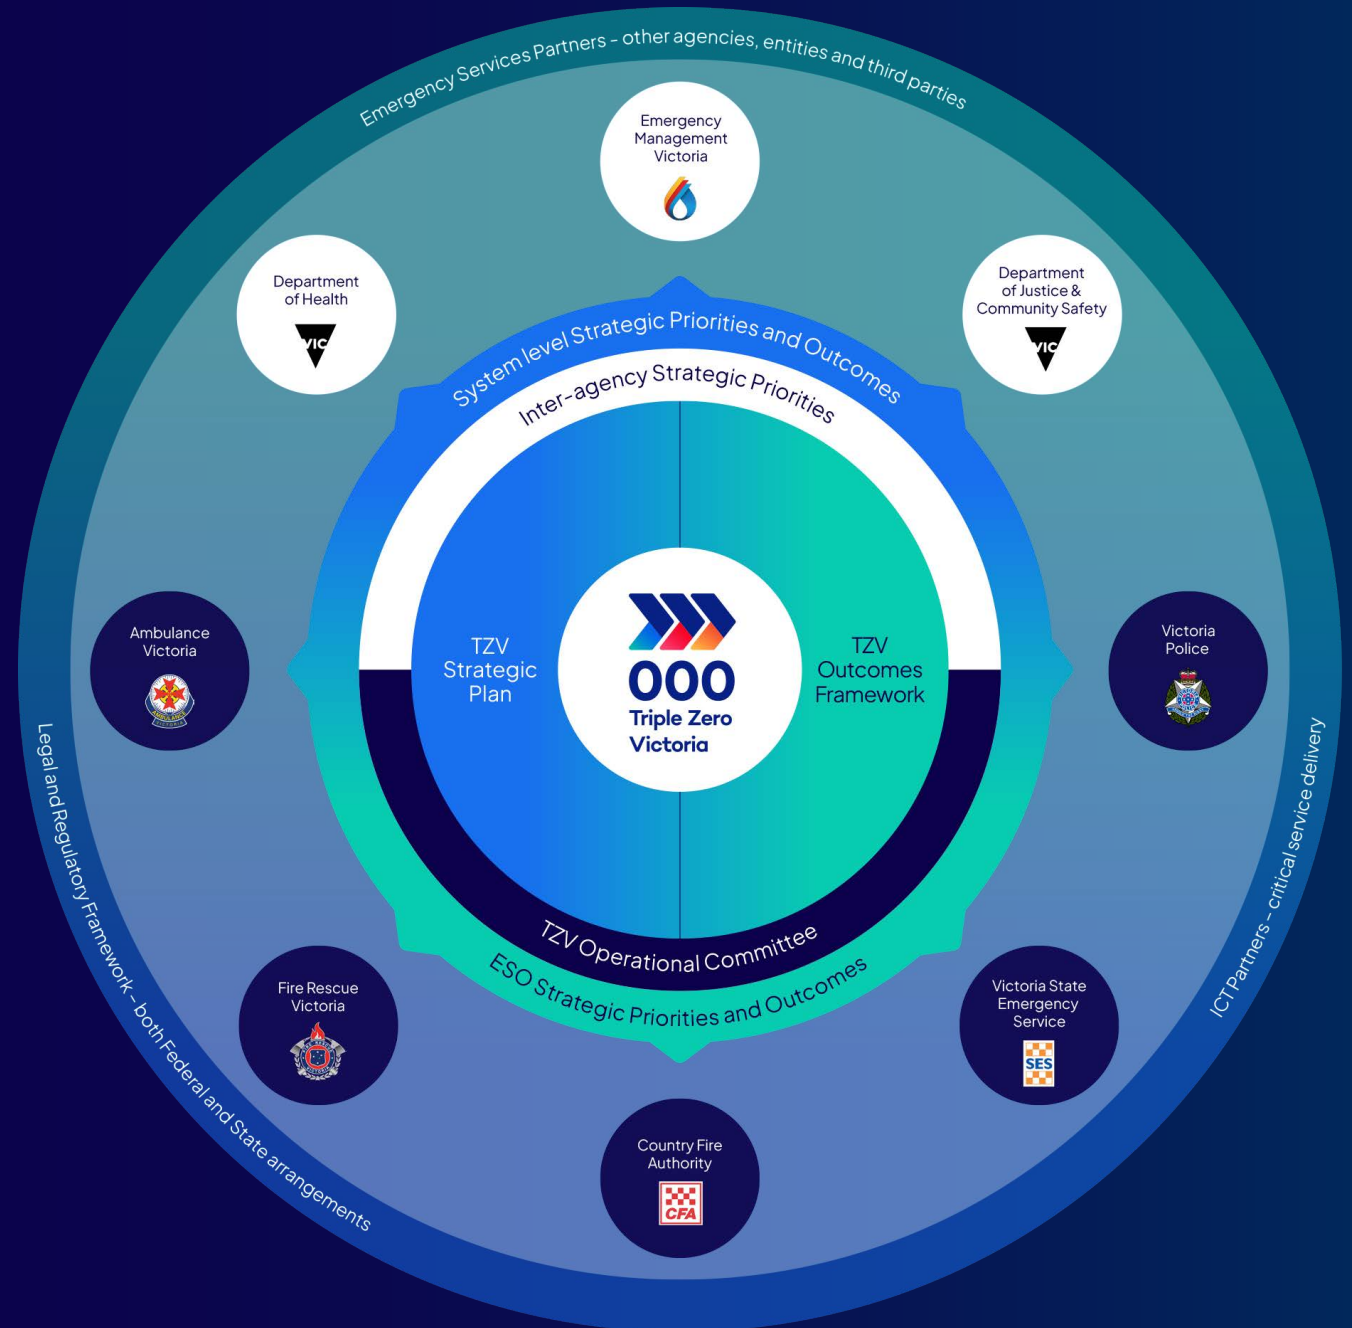 Emergency Services Partners - other agencies, entities and third parties
Emergency
Management
Victoria
Department
of Health
VIC
Department
of Justice &
Community Safety
VIC
System level Strategic Priorities and Outcomes
Inter-agency Strategic Priorities
Ambulance
Victoria
AMBULANCE
VICTORIA
TZV
Strategic
Plan
000
Triple Zero
Victoria
TZV
Outcomes
Framework
Victoria
Police
TZV Operational Committee
ESO Strategic Priorities and Outcomes
Fire Rescue
Victoria
Victoria State
Emergency
Service
SES
Country Fire
Authority
CFA
Legal and Regulatory Framework - both Federal and State arrangements
ICT Partners - critical service delivery